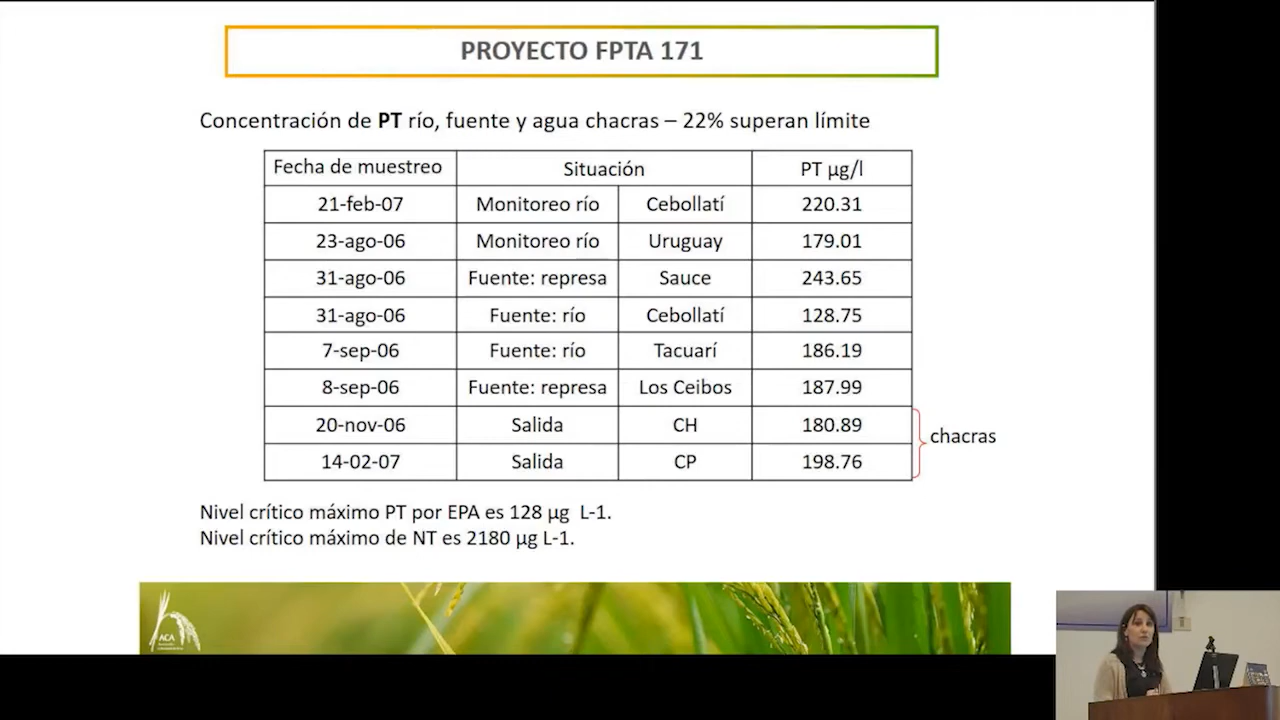 PROYECTO FPTA 171
Concentración de PT río, fuente y agua chacras – 22% superan límite
Fecha de muestreo Situación PT µg/l
21-feb-07 Monitoreo río Cebollatí 220.31
23-ago-06 Monitoreo río Uruguay 179.01
31-ago-06 Fuente: represa Sauce 243.65
31-ago-06 Fuente: río Cebollatí 128.75
7-sep-06 Fuente: río Tacuarí 186.19
8-sep-06 Fuente: represa Los Ceibos 187.99
20-nov-06 Salida CH 180.89
chacras
14-02-07 Salida CP 198.76
Nivel crítico máximo PT por EPA es 128 µg L-1.
Nivel crítico máximo de NT es 2180 µg L-1.
ACA